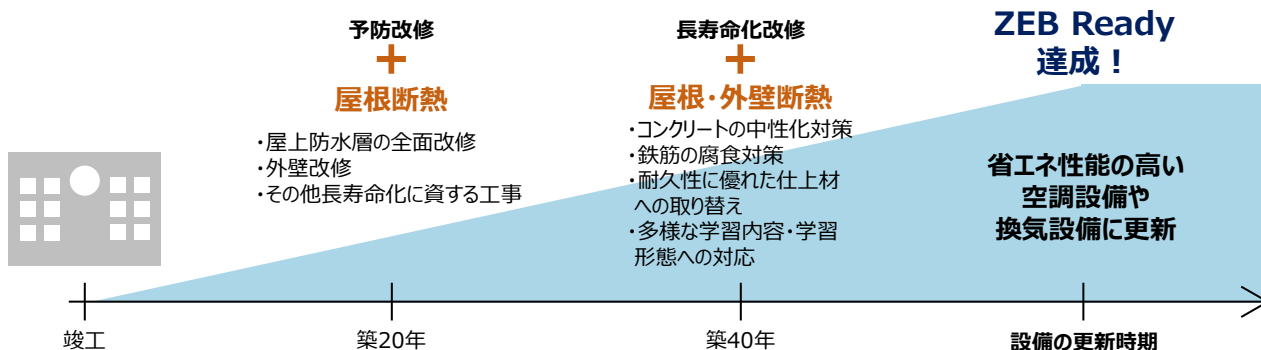 予防改修
＋
屋根断熱
・屋上防水層の全面改修
・外壁改修
・その他長寿命化に資する工事
長寿命化改修
＋
屋根・外壁断熱
・コンクリートの中性化対策
・鉄筋の腐食対策
・耐久性に優れた仕上材
への取り替え
・多様な学習内容・学習
形態への対応
ZEB Ready
達成！
省エネ性能の高い
空調設備や
換気設備に更新
竣工
築20年
築40年
設備の更新時期